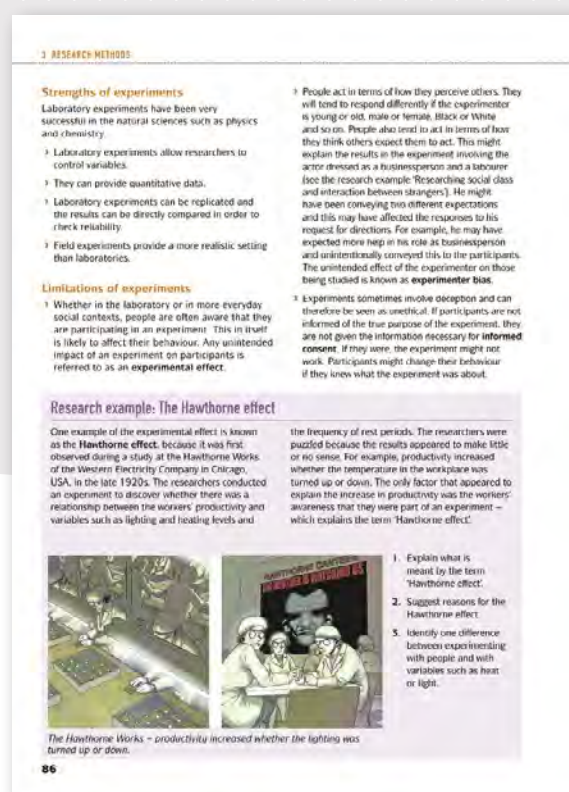 3 RESEARCH METHODS
Strengths of experiments
Laboratory experiments have been very
successful in the natural sciences such as physics
and chemistry.
› Laboratory experiments allow researchers to
control variables.
› They can provide quantitative data.
› Laboratory experiments can be replicated and
the results can be directly compared in order to
check reliability.
› Field experiments provide a more realistic setting
than laboratories.
Limitations of experiments
› Whether in the laboratory or in more everyday
social contexts, people are often aware that they
are participating in an experiment. This in itself
is likely to affect their behaviour. Any unintended
impact of an experiment on participants is
referred to as an experimental effect.
› People act in terms of how they perceive others. They
will tend to respond differently if the experimenter
is young or old, male or female, Black or White
and so on. People also tend to act in terms of how
they think others expect them to act. This might
explain the results in the experiment involving the
actor dressed as a businessperson and a labourer
(see the research example 'Researching social class
and interaction between strangers'). He might
have been conveying two different expectations
and this may have affected the responses to his
request for directions. For example, he may have
expected more help in his role as businessperson
and unintentionally conveyed this to the participants.
The unintended effect of the experimenter on those
being studied is known as experimenter bias.
› Experiments sometimes involve deception and can
therefore be seen as unethical. If participants are not
informed of the true purpose of the experiment, they
are not given the information necessary for informed
consent. If they were, the experiment might not
work. Participants might change their behaviour
if they knew what the experiment was about.
Research example: The Hawthorne effect
One example of the experimental effect is known
as the Hawthorne effect, because it was first
observed during a study at the Hawthorne Works
of the Western Electricity Company in Chicago,
USA, in the late 1920s. The researchers conducted
an experiment to discover whether there was a
relationship between the workers' productivity and
variables such as lighting and heating levels and
the frequency of rest periods. The researchers were
puzzled because the results appeared to make little
or no sense. For example, productivity increased
whether the temperature in the workplace was
turned up or down. The only factor that appeared to
explain the increase in productivity was the workers'
awareness that they were part of an experiment –
which explains the term 'Hawthorne effect'.
HAWTHORNE CANTEEN
BIG BROTHER IS WATCHING US
1. Explain what is
meant by the term
'Hawthorne effect'.
2. Suggest reasons for the
Hawthorne effect.
3. Identify one difference
between experimenting
with people and with
variables such as heat
or light.
The Hawthorne Works – productivity increased whether the lighting was
turned up or down.
86